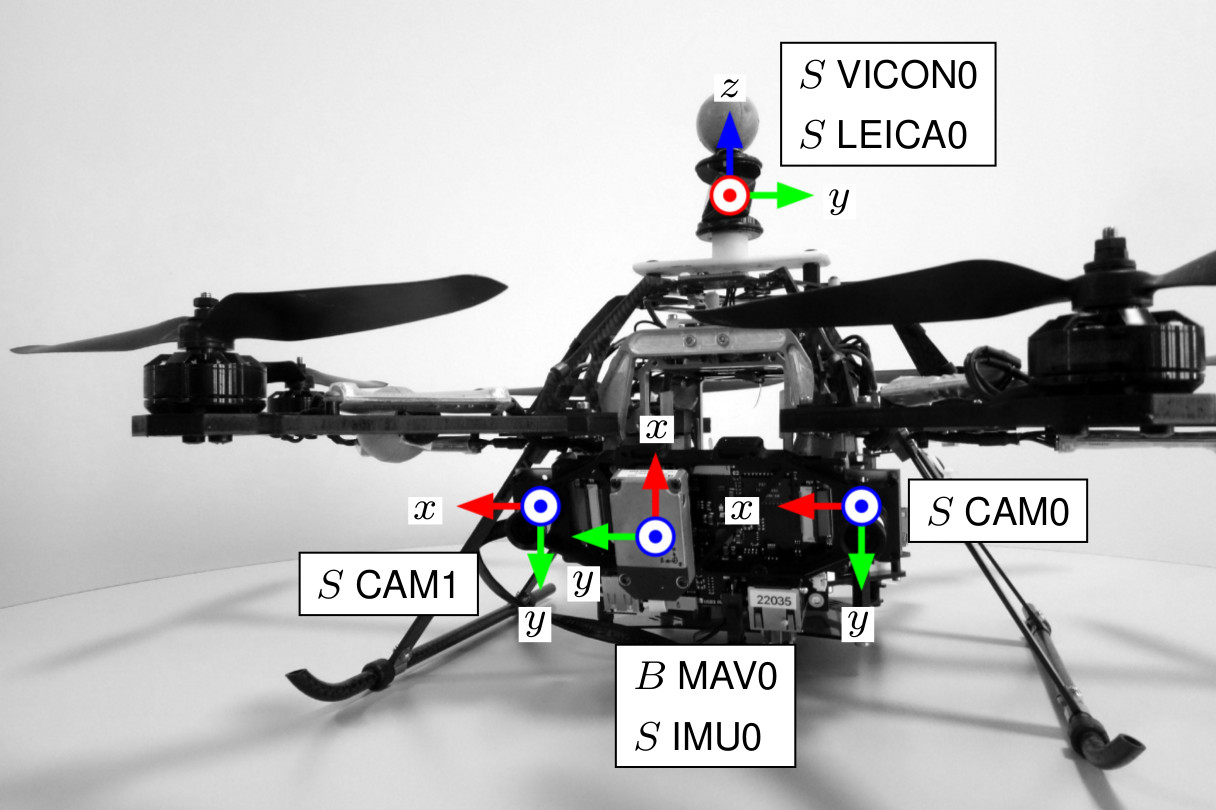 S VICON0
S LEICA0
z
y
x
x
x
y
S CAM0
S CAM1
y
y
22035
B MAV0
S IMU0